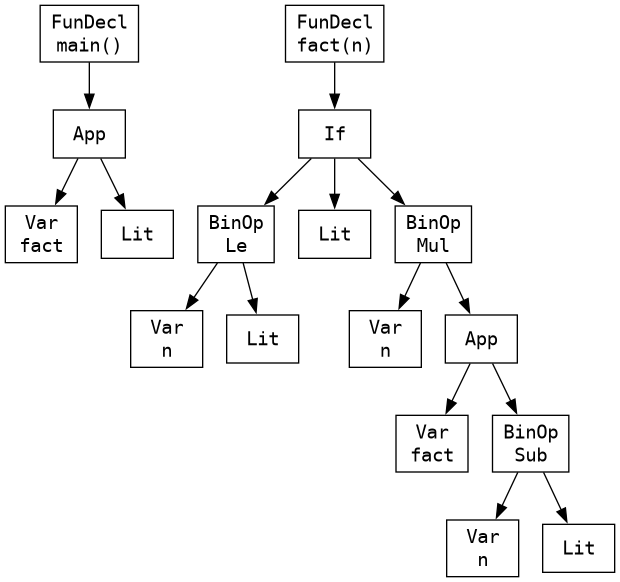 FunDecl
main()
FunDecl
fact(n)
App
If
Var
fact
Lit
BinOp
Le
Lit
BinOp
Mul
Var
n
Lit
Var
n
App
Var
fact
BinOp
Sub
Var
n
Lit